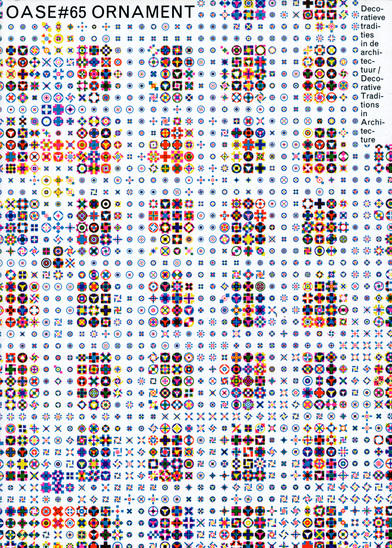 OASE#65 ORNAMENT
Deco-
ratieve
tradi-
ties
in de
archi-
tec-
tuur /
Deco-
rative
Tradi-
tions
in
Archi-
tec-
ture